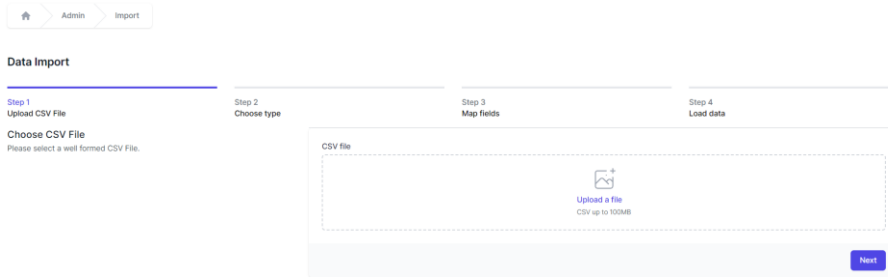 Admin
Import
Data Import
Step 1
Upload CSV File
Step 2
Choose type
Step 3
Map fields
Step 4
Load data
Choose CSV File
Please select a well formed CSV File.
CSV file
Upload a file
CSV up to 100MB
Next